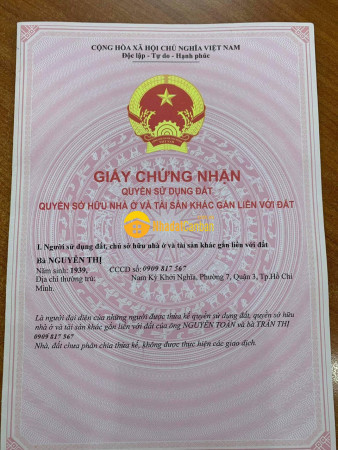 CỘNG HÒA XÃ HỘI CHỦ NGHĨA VIỆT NAM
Độc lập - Tự do - Hạnh phúc
GIẤY CHỨNG NHẬN
QUYỀN SỬ DỤNG ĐẤT
QUYỀN SỞ HỮU NHÀ Ở VÀ TÀI SẢN KHÁC GẮN LIỀN VỚI ĐẤT
I. Người sử dụng đất, chủ sở hữu nhà ở và tài sản khác gắn liền với đất
Bà NGUYỄN THỊ
Năm sinh: 1939, CCCD số: 0909 817 567
Địa chỉ thường trú: Nam Kỳ Khởi Nghĩa, Phường 7, Quận 3, Tp.Hồ Chí
Minh.
Là người đại diện của những người được thừa kế quyền sử dụng đất, quyền sở hữu
nhà ở và tài sản khác gắn liền với đất của ông NGUYỄN TOÀN và bà TRẦN THỊ
0909 817 567
Nhà, đất chưa phân chia thừa kế, không được thực hiện các giao dịch.